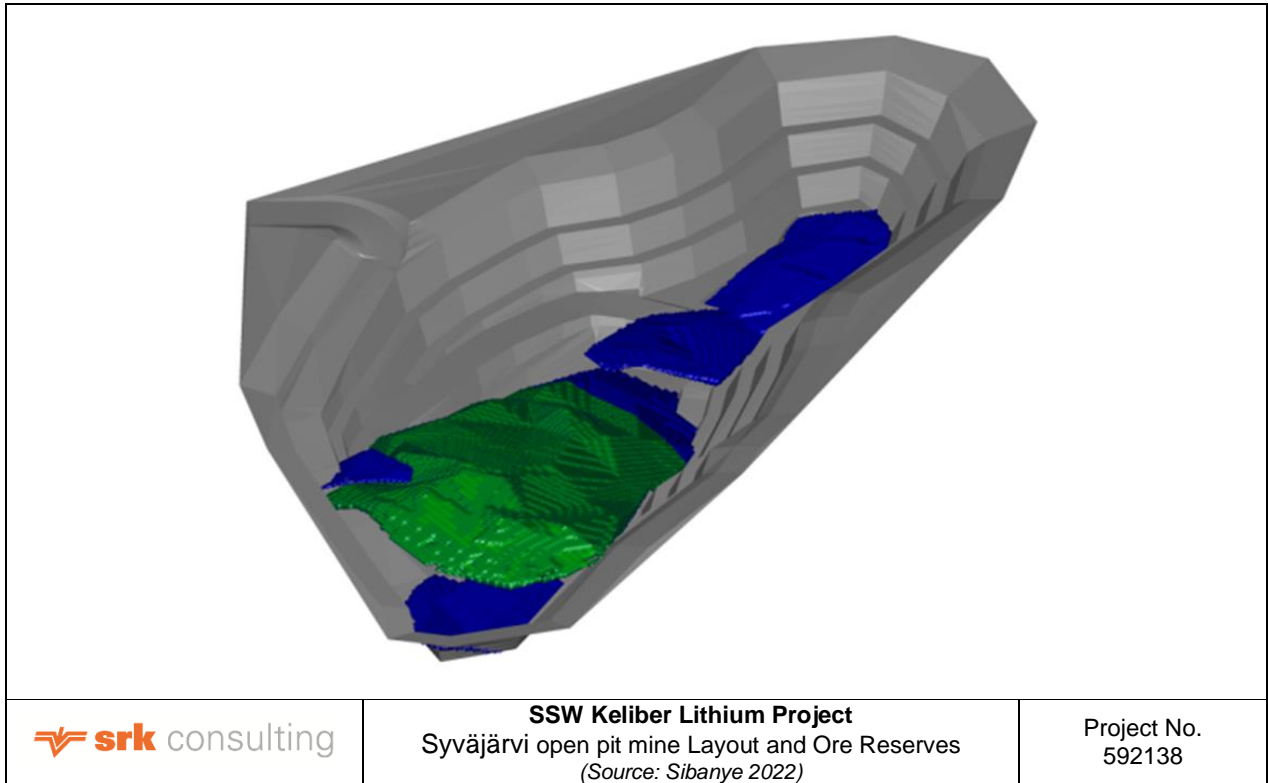 srk consulting
SSW Keliber Lithium Project
Syväjärvi open pit mine Layout and Ore Reserves
(Source: Sibanye 2022)
Project No.
592138